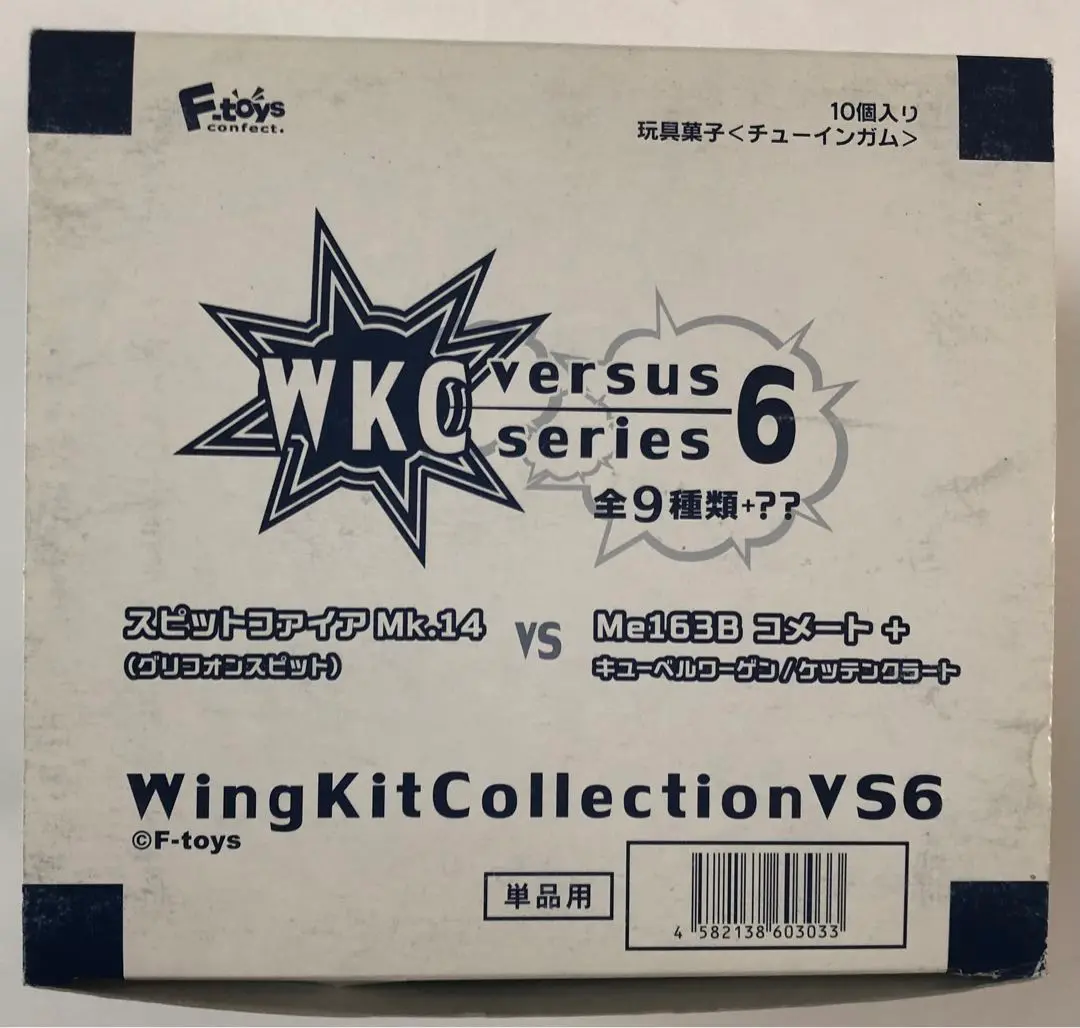 F-toys
confect.
10個入り
玩具菓子<チューインガム>
WKC
versus
series 6
全9種類+??
スピットファイア Mk.14
(グリフォンスピット)
VS
Me163B コメート +
キューベルワーゲン/ケッテンクラート
WingKitCollectionVS6
©F-toys
単品用
4 582138 603033